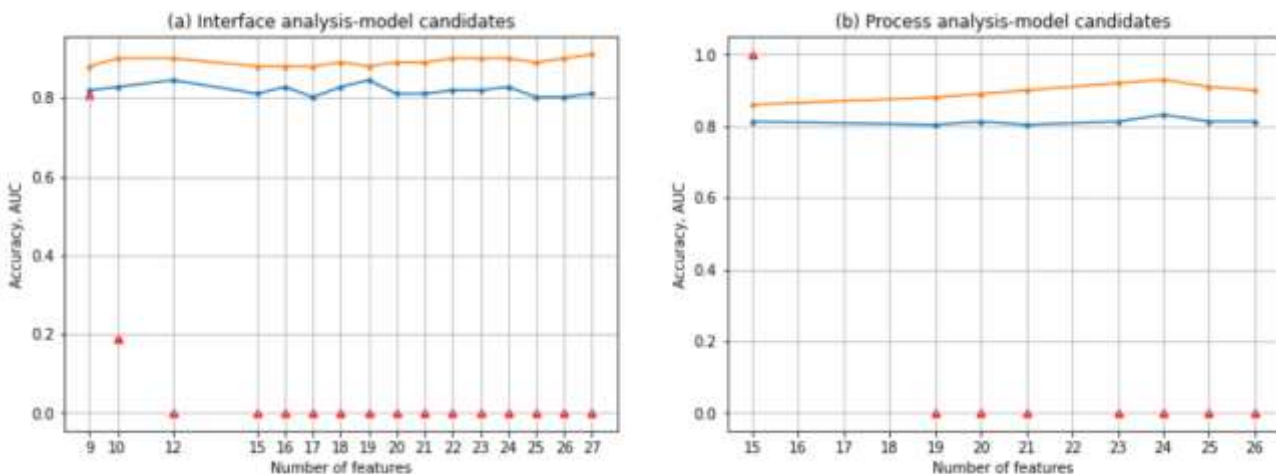 (a) Interface analysis-model candidates
Accuracy, AUC
0.8
0.6
0.4
0.2
0.0
9 10 12 15 16 17 18 19 20 21 22 23 24 25 26 27
Number of features
(b) Process analysis-model candidates
Accuracy, AUC
1.0
0.8
0.6
0.4
0.2
0.0
15 16 17 18 19 20 21 22 23 24 25 26
Number of features